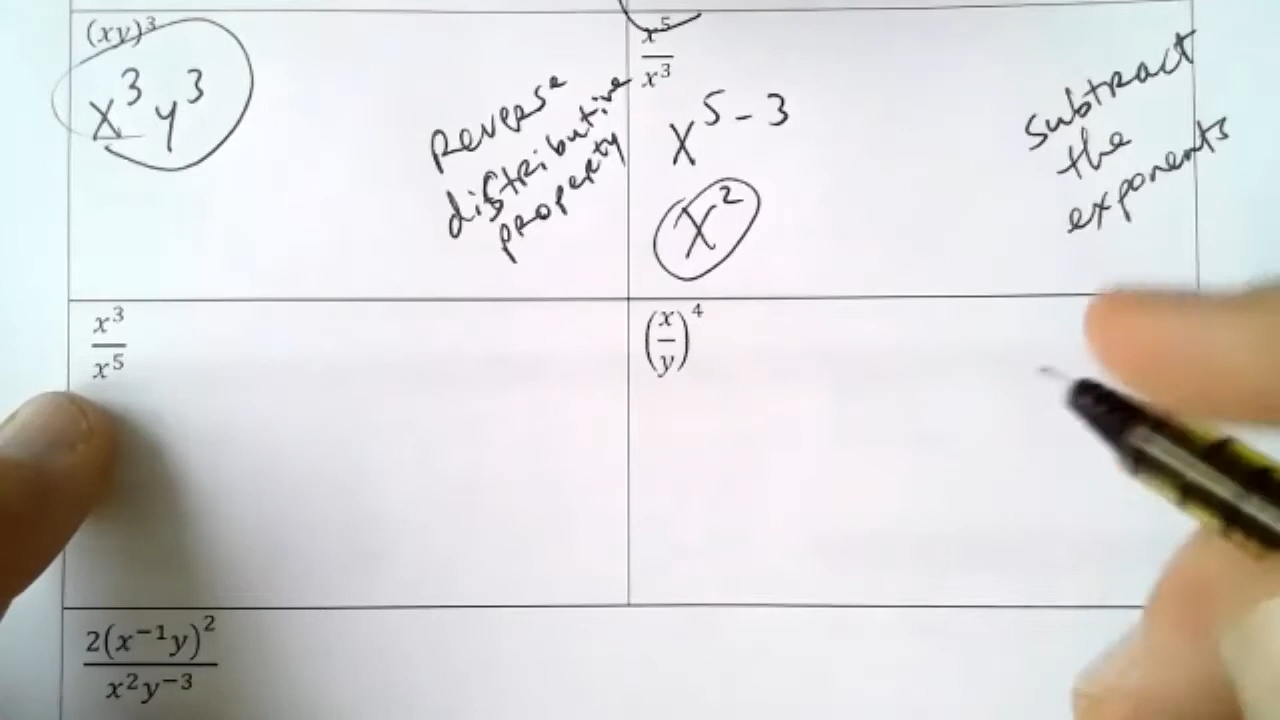 (xy)³
x³y³
Reverse
distributive
property
x⁵/x³
x⁵⁻³
x²
subtract
the
exponents
x³/x⁵
(x/y)⁴
2(x⁻¹y)²/x²y⁻³